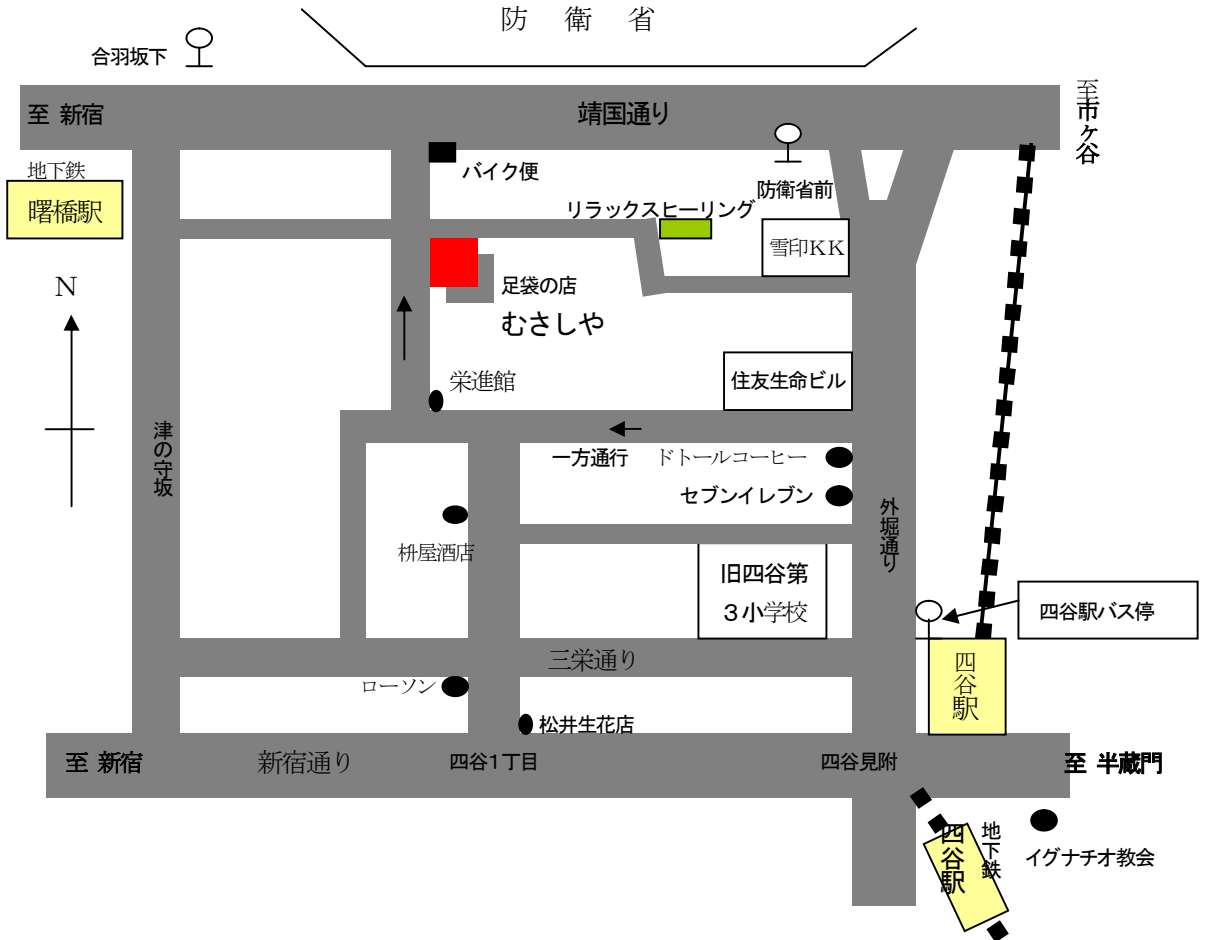 防 衛 省
合羽坂下
至 新宿
靖国通り
至市ケ谷
地下鉄
曙橋駅
バイク便
防衛省前
リラックスヒーリング
雪印KK
N
足袋の店
むさしや
栄進館
住友生命ビル
津の守坂
一方通行
ドトールコーヒー
セブンイレブン
外堀通り
枡屋酒店
旧四谷第
3小学校
四谷駅バス停
三栄通り
四谷駅
ローソン
松井生花店
至 新宿
新宿通り
四谷1丁目
四谷見附
至 半蔵門
地下鉄
四谷駅
イグナチオ教会